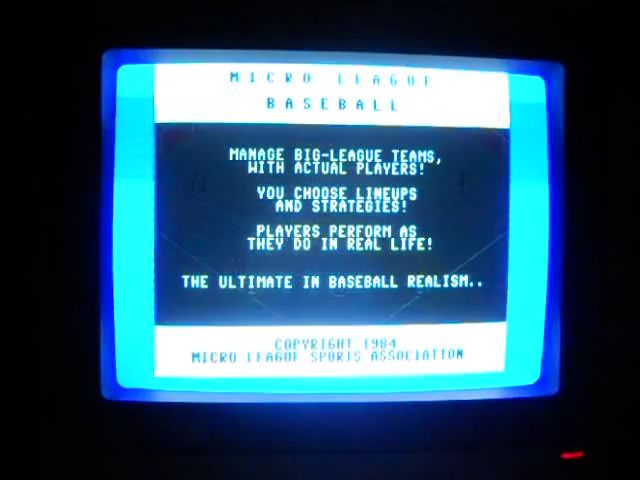 MICRO LEAGUE
BASEBALL
MANAGE BIG-LEAGUE TEAMS,
WITH ACTUAL PLAYERS!
YOU CHOOSE LINEUPS
AND STRATEGIES!
PLAYERS PERFORM AS
THEY DO IN REAL LIFE!
THE ULTIMATE IN BASEBALL REALISM..
COPYRIGHT 1984
MICRO LEAGUE SPORTS ASSOCIATION